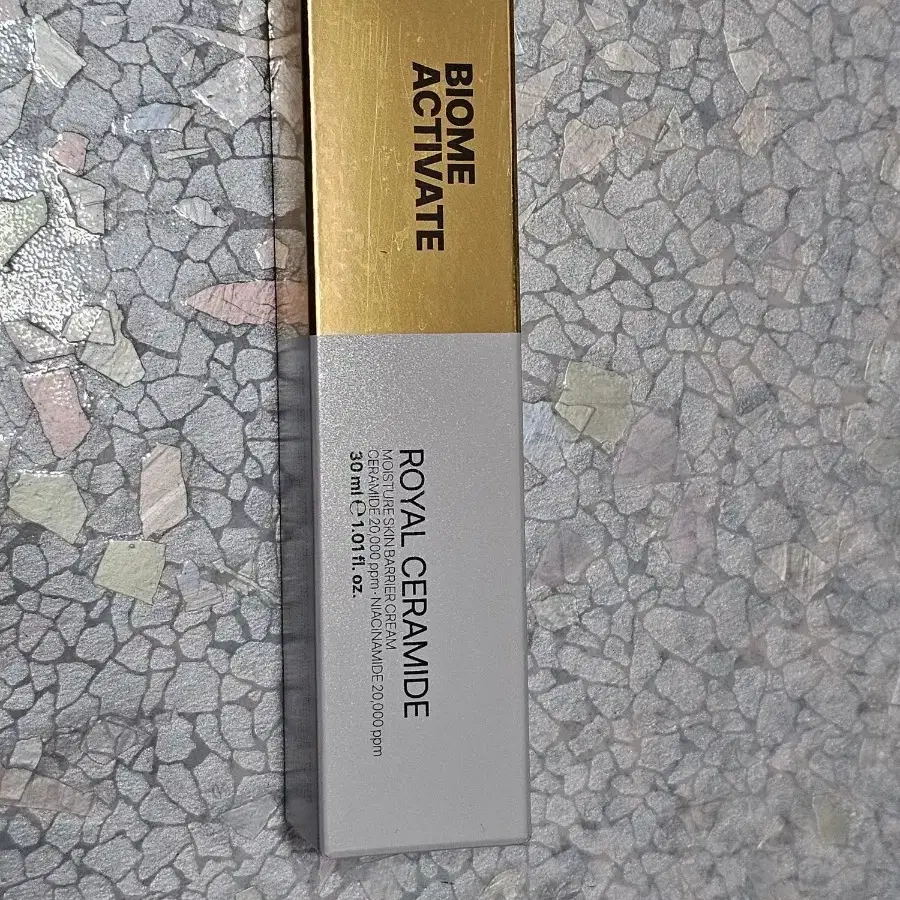 BIOME
ACTIVATE
ROYAL CERAMIDE
MOISTURE SKIN BARRIER CREAM
CERAMIDE 20,000 ppm · NIACINAMIDE 20,000 ppm
30 ml ℮ 1.01 fl. oz.